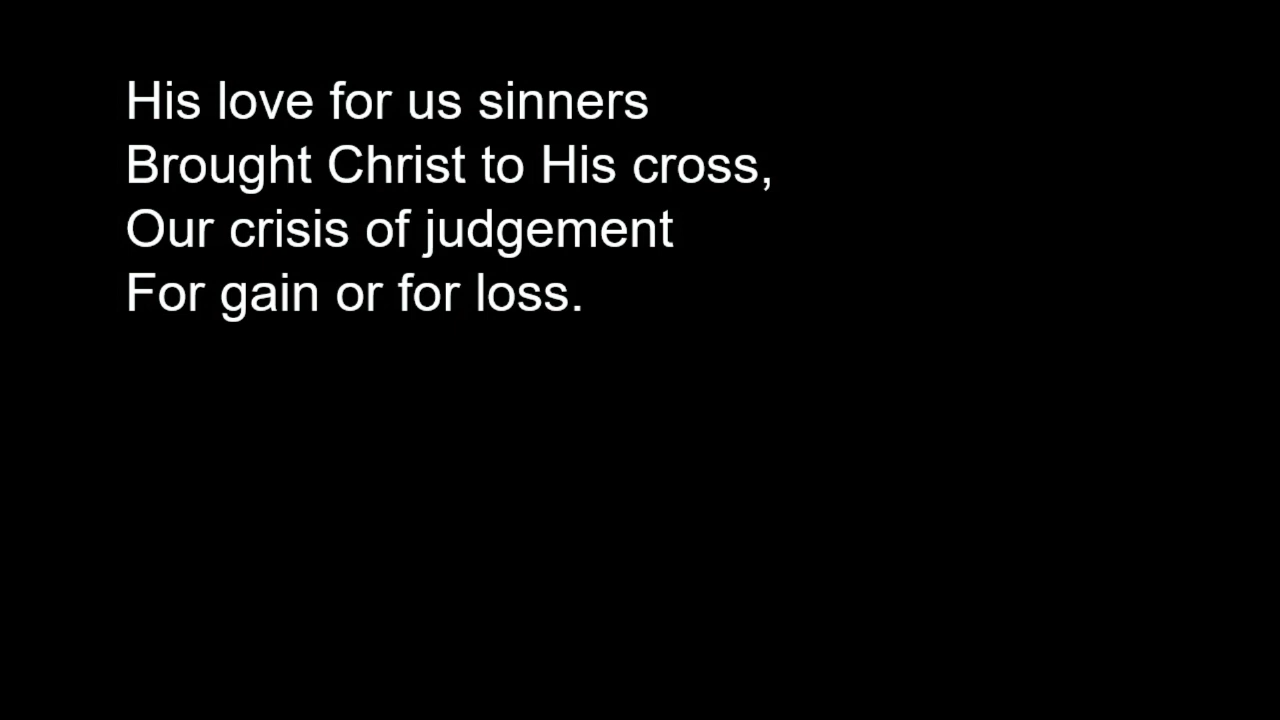 His love for us sinners
Brought Christ to His cross,
Our crisis of judgement
For gain or for loss.